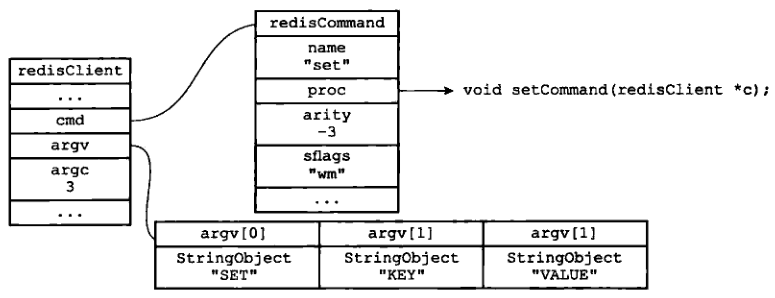 redisClient
...
cmd
argv
argc
3
...
redisCommand
name
"set"
proc
arity
-3
sflags
"wm"
...
void setCommand(redisClient *c);
argv[0] argv[1] argv[1]
StringObject StringObject StringObject
"SET" "KEY" "VALUE"